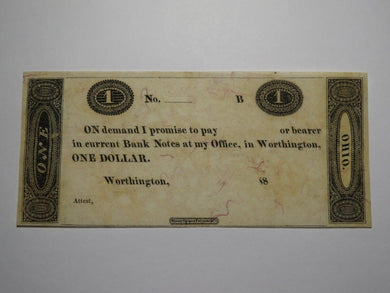 1 No. B 1
ON demand I promise to pay or bearer
in current Bank Notes at my Office, in Worthington,
ONE DOLLAR.
Worthington,
Attest,
ONE
OHIO.